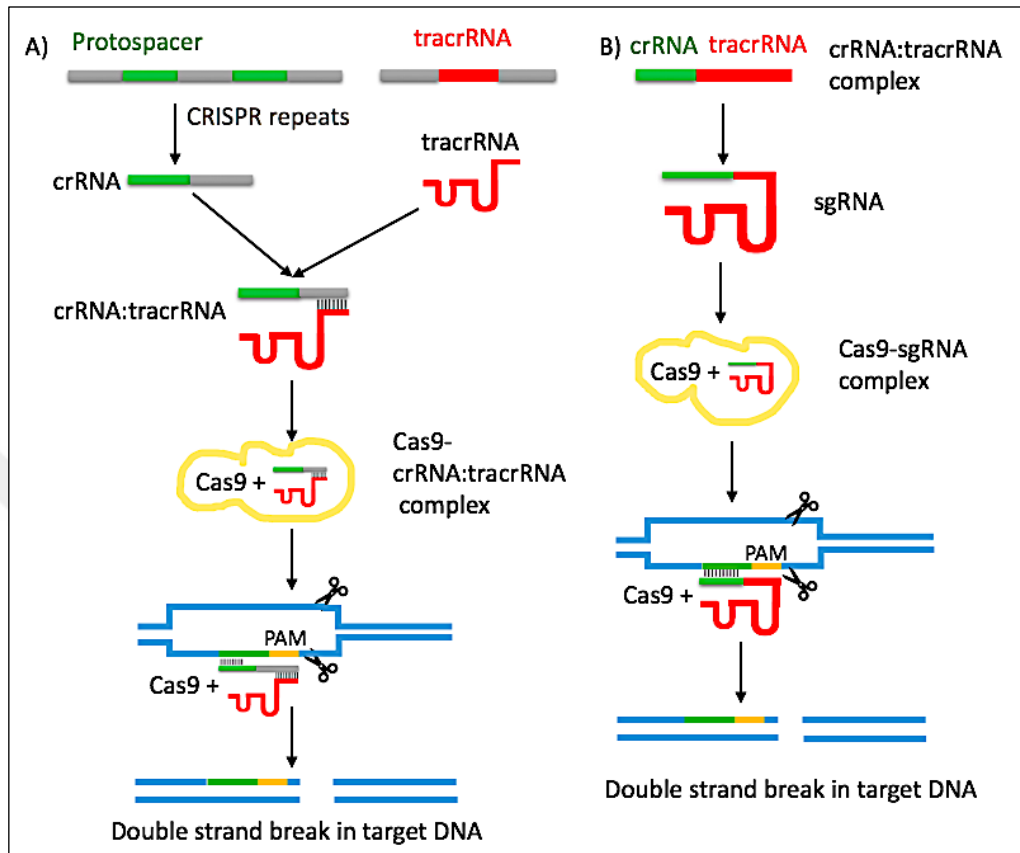 A)
Protospacer
tracrRNA
CRISPR repeats
crRNA
tracrRNA
crRNA:tracrRNA
Cas9 +
Cas9-
crRNA:tracrRNA
complex
PAM
Cas9 +
Double strand break in target DNA
B)
crRNA tracrRNA
crRNA:tracrRNA
complex
sgRNA
Cas9 +
Cas9-sgRNA
complex
PAM
Cas9 +
Double strand break in target DNA